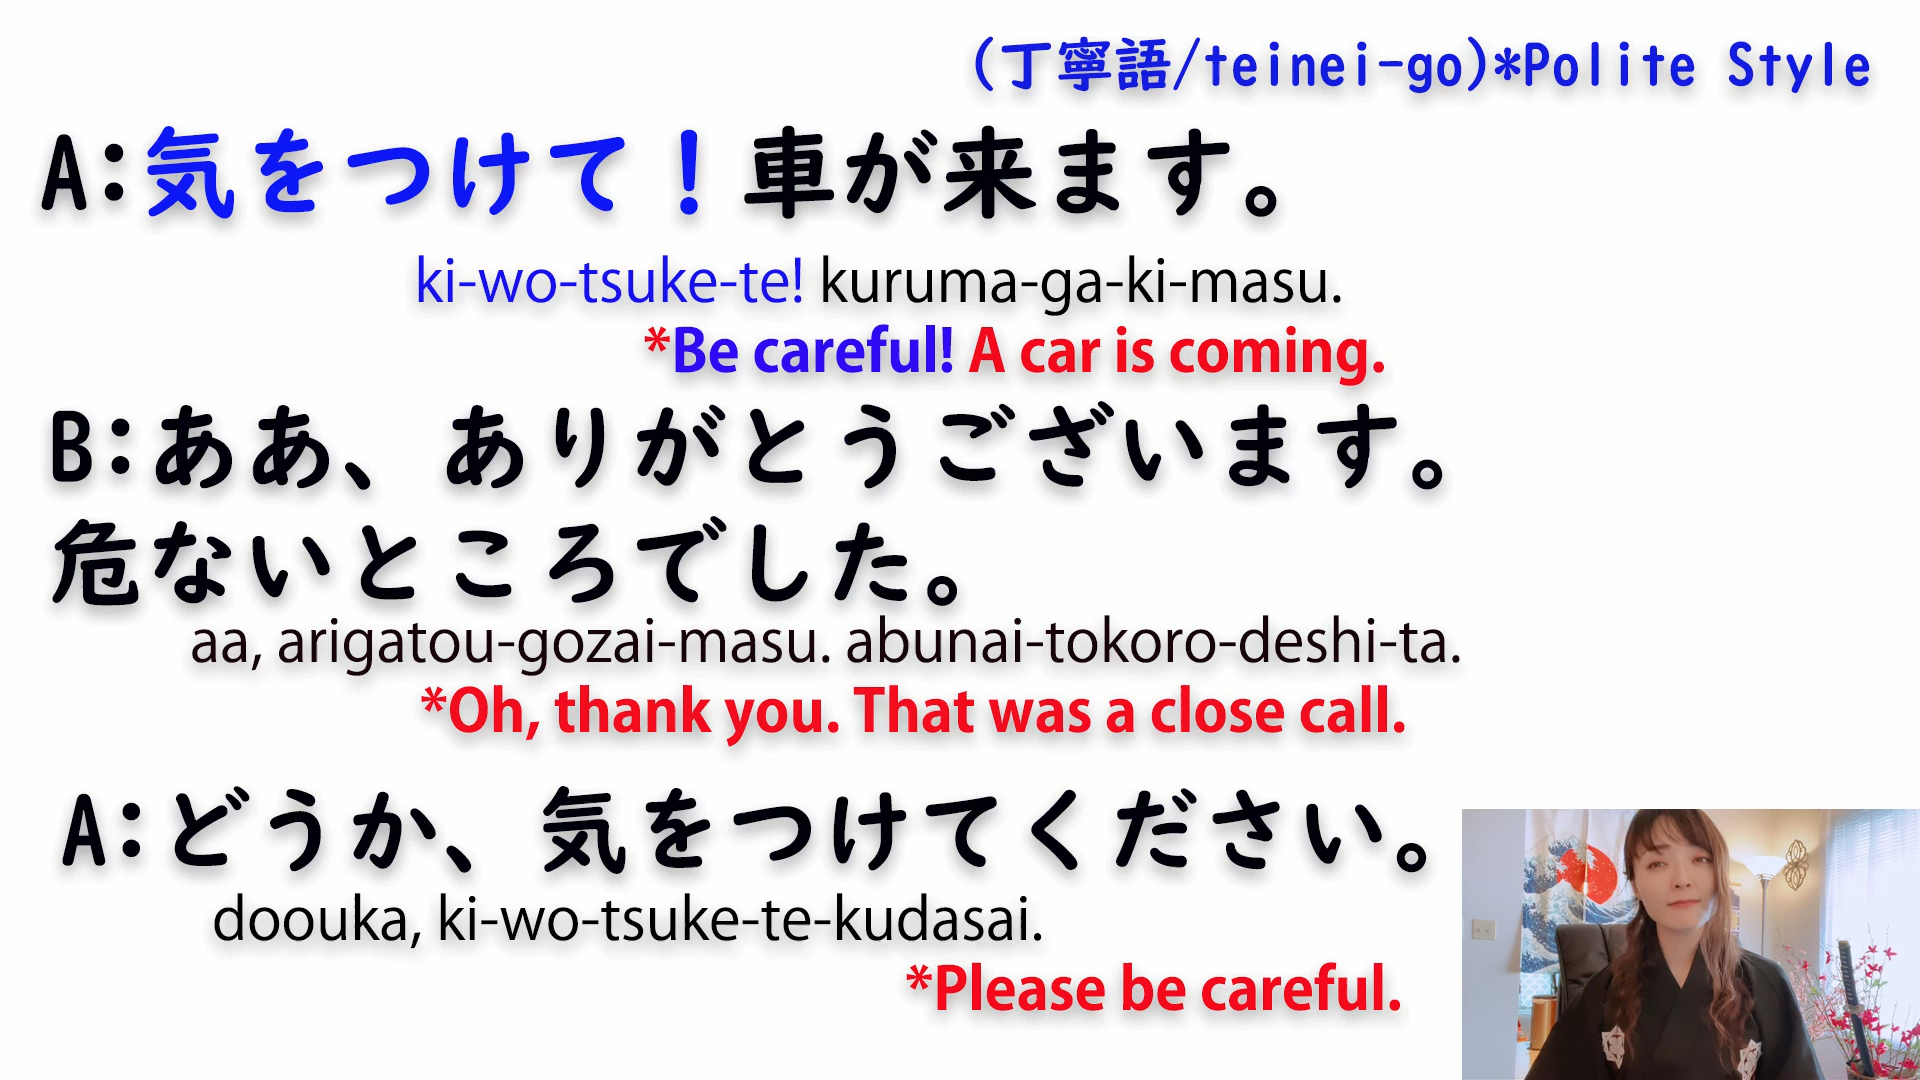 (丁寧語/teinei-go)*Polite Style
A:気をつけて！車が来ます。
ki-wo-tsuke-te! kuruma-ga-ki-masu.
*Be careful! A car is coming.
B:ああ、ありがとうございます。
危ないところでした。
aa, arigatou-gozai-masu. abunai-tokoro-deshi-ta.
*Oh, thank you. That was a close call.
A:どうか、気をつけてください。
doouka, ki-wo-tsuke-te-kudasai.
*Please be careful.